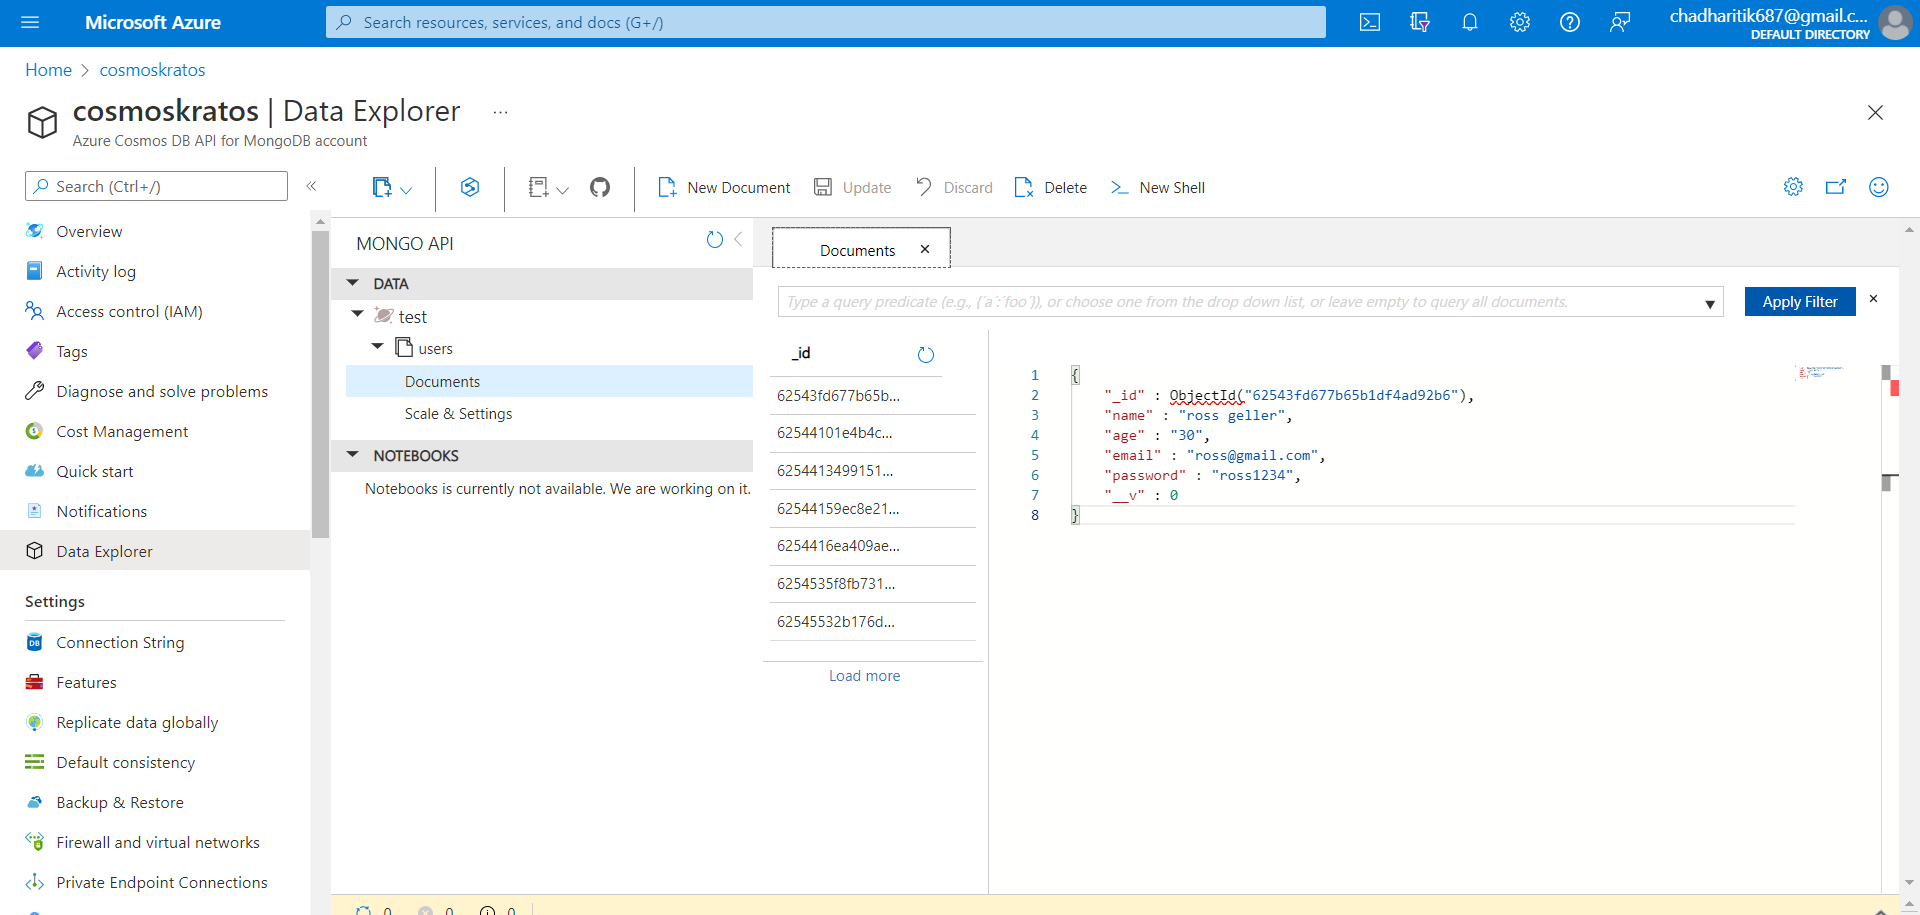 Microsoft Azure
Search resources, services, and docs (G+/)
chadharitik687@gmail.c...
DEFAULT DIRECTORY
Home > cosmoskratos
cosmoskratos | Data Explorer ...
Azure Cosmos DB API for MongoDB account
Search (Ctrl+/)
«
New Document
Update
Discard
Delete
New Shell
Overview
Activity log
Access control (IAM)
Tags
Diagnose and solve problems
Cost Management
Quick start
Notifications
Data Explorer
Settings
Connection String
Features
Replicate data globally
Default consistency
Backup & Restore
Firewall and virtual networks
Private Endpoint Connections
MONGO API
DATA
test
users
Documents
Scale & Settings
NOTEBOOKS
Notebooks is currently not available. We are working on it.
Documents
Type a query predicate (e.g., {´a´:´foo´}), or choose one from the drop down list, or leave empty to query all documents.
Apply Filter
_id
62543fd677b65b...
62544101e4b4c...
6254413499151...
62544159ec8e21...
6254416ea409ae...
6254535f8fb731...
62545532b176d...
Load more
1 {
2 "_id" : ObjectId("62543fd677b65b1df4ad92b6"),
3 "name" : "ross geller",
4 "age" : "30",
5 "email" : "ross@gmail.com",
6 "password" : "ross1234",
7 "__v" : 0
8 }
0 0 0